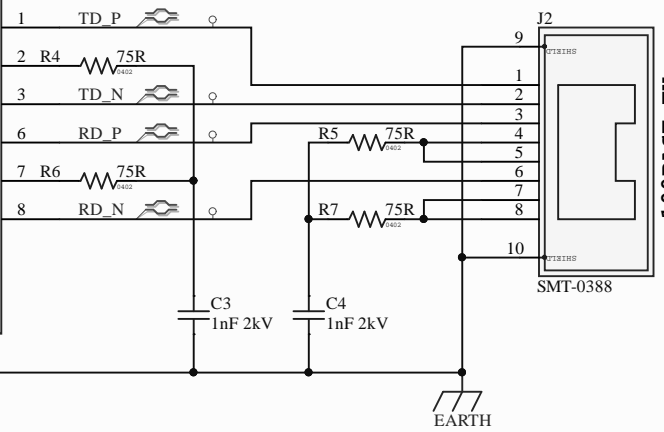 J2
1 TD_P
9 SHIELD
2 R4 75R
0402
1
3 TD_N
2
3
6 RD_P
R5 75R
0402
4
5
7 R6 75R
0402
6
7
8 RD_N
R7 75R
0402
8
10 SHIELD
SMT-0388
C3
1nF 2kV
C4
1nF 2kV
EARTH